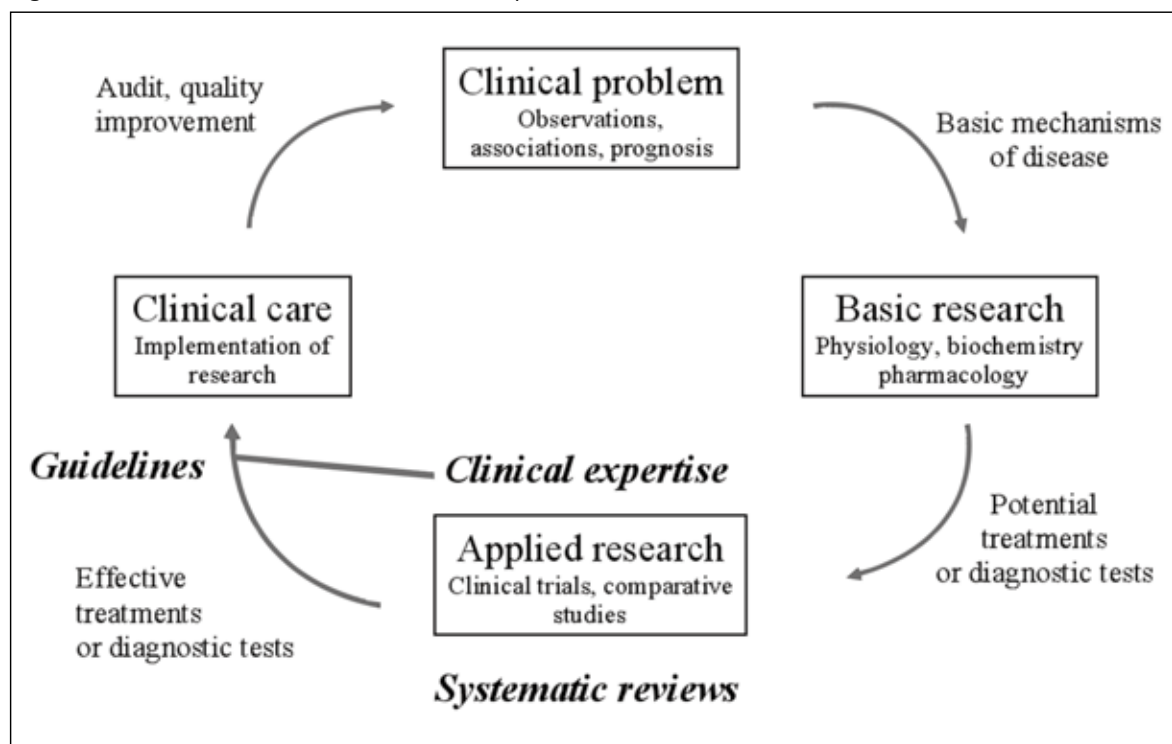 Clinical problem
Observations,
associations, prognosis
Audit, quality
improvement
Basic mechanisms
of disease
Clinical care
Implementation of
research
Basic research
Physiology, biochemistry
pharmacology
Guidelines
Clinical expertise
Applied research
Clinical trials, comparative
studies
Potential
treatments
or diagnostic tests
Effective
treatments
or diagnostic tests
Systematic reviews